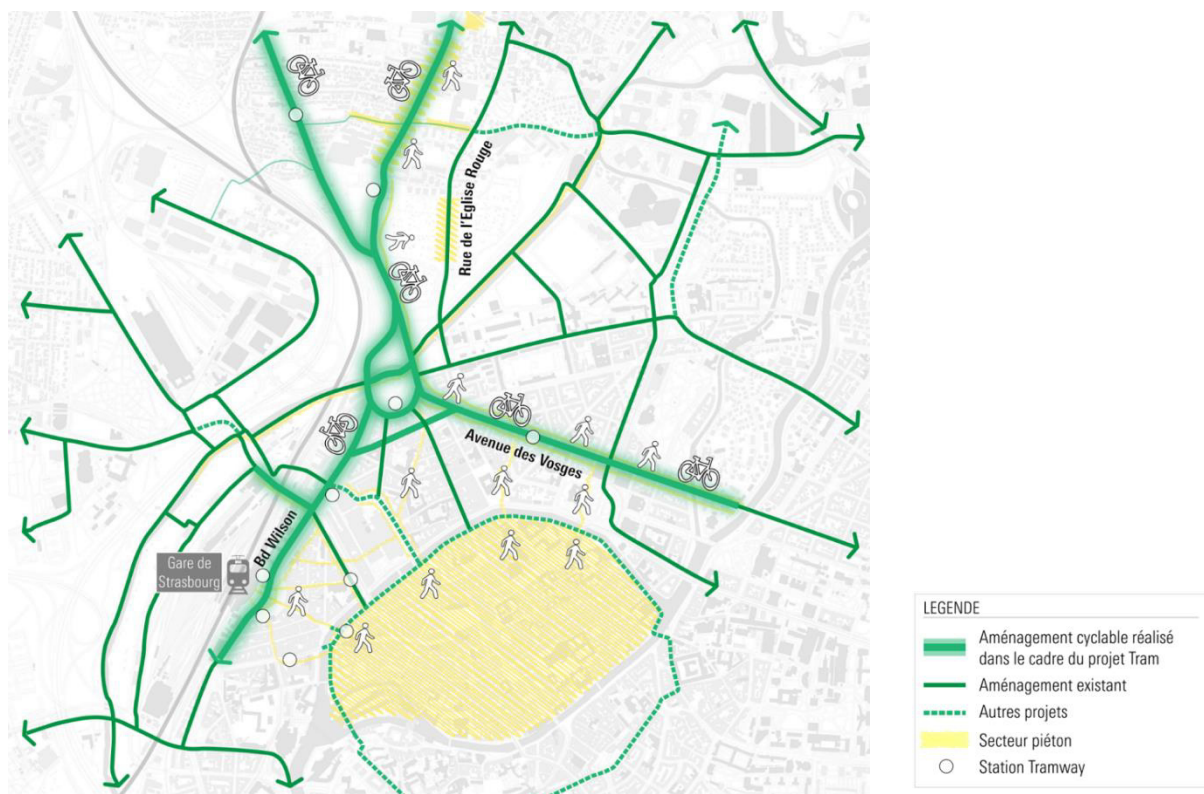 Rue de l'Eglise Rouge
Avenue des Vosges
Bd Wilson
Gare de
Strasbourg
LEGENDE
Aménagement cyclable réalisé
dans le cadre du projet Tram
Aménagement existant
Autres projets
Secteur piéton
Station Tramway